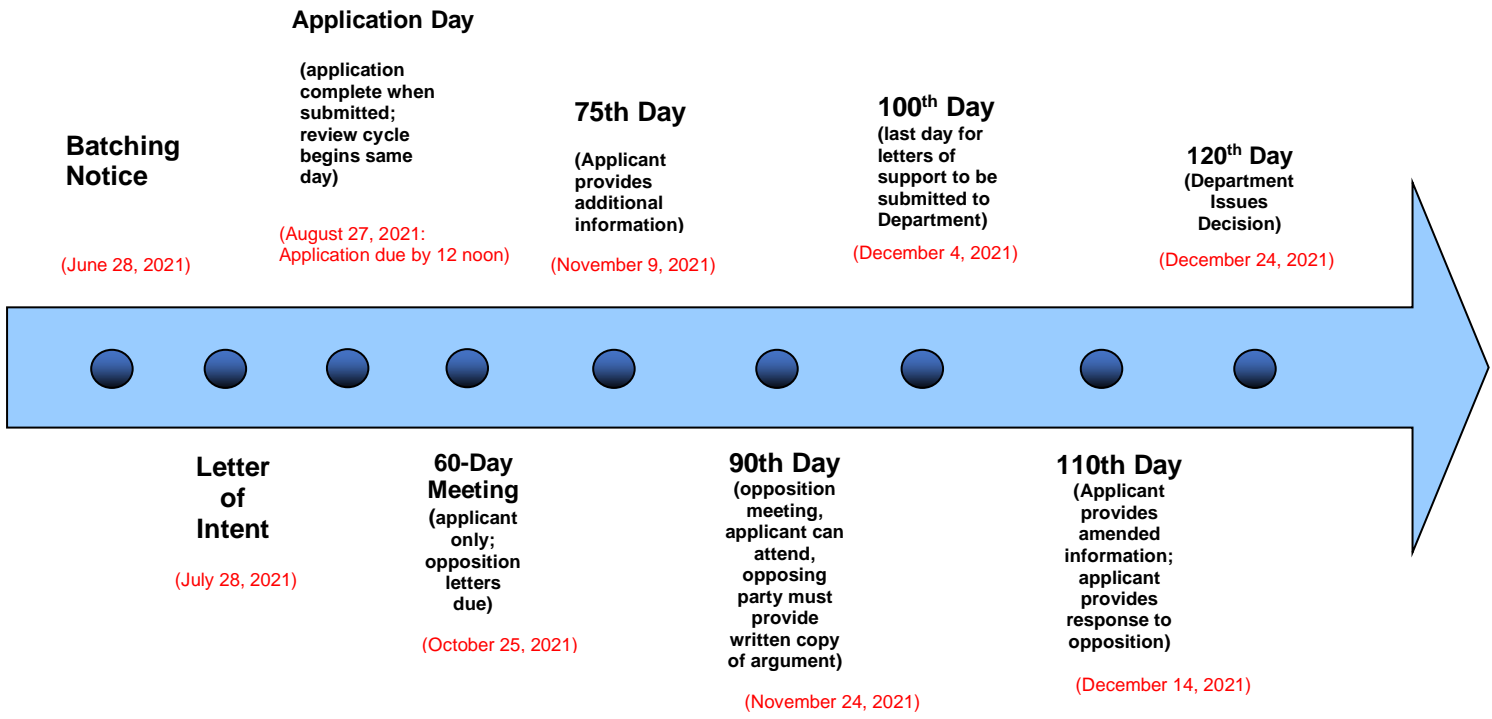 Batching
Notice
(June 28, 2021)
Letter
of
Intent
(July 28, 2021)
Application Day
(application
complete when
submitted;
review cycle
begins same
day)
(August 27, 2021:
Application due by 12 noon)
60-Day
Meeting
(applicant
only;
opposition
letters
due)
(October 25, 2021)
75th Day
(Applicant
provides
additional
information)
(November 9, 2021)
90th Day
(opposition
meeting,
applicant can
attend,
opposing
party must
provide
written copy
of argument)
(November 24, 2021)
100th Day
(last day for
letters of
support to be
submitted to
Department)
(December 4, 2021)
110th Day
(Applicant
provides
amended
information;
applicant
provides
response to
opposition)
(December 14, 2021)
120th Day
(Department
Issues
Decision)
(December 24, 2021)